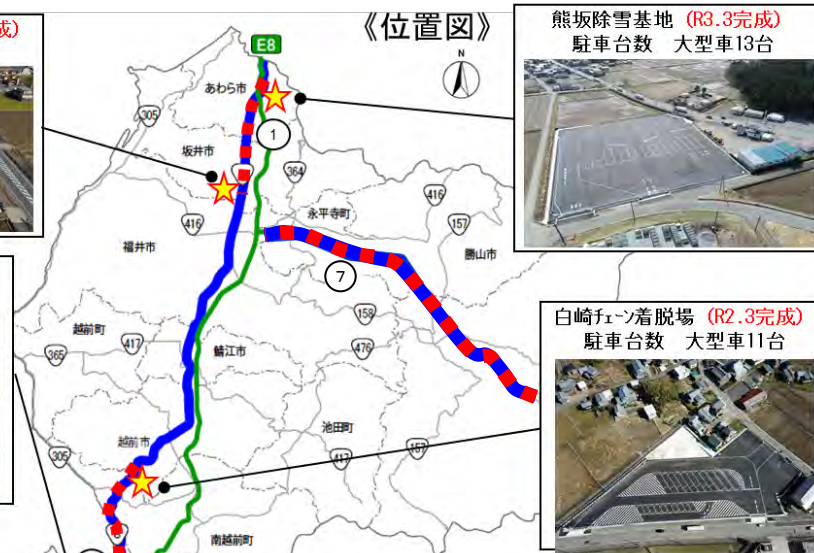 成)
《位置図》
E8
N
熊坂除雪基地 (R3.3完成)
駐車台数 大型車13台
あわら市
305
1
坂井市
364
416
永平寺町
416
157
福井市
勝山市
7
158
越前町
417
365
鯖江市
476
白崎チェーン着脱場 (R2.3完成)
駐車台数 大型車11台
池田町
越前市
305
417
157
8
南越前町